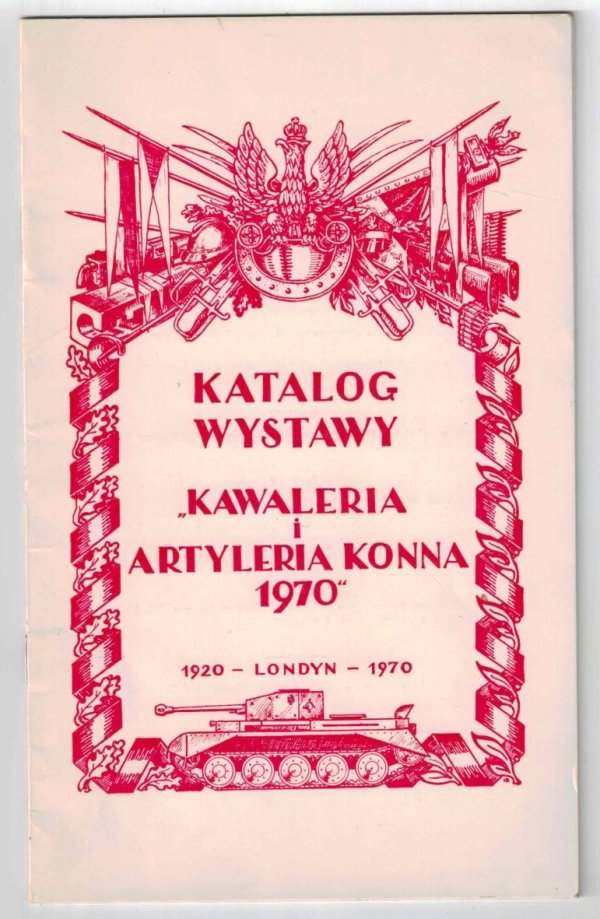 KATALOG
WYSTAWY
„KAWALERIA
i
ARTYLERIA KONNA
1970“
1920 – LONDYN – 1970